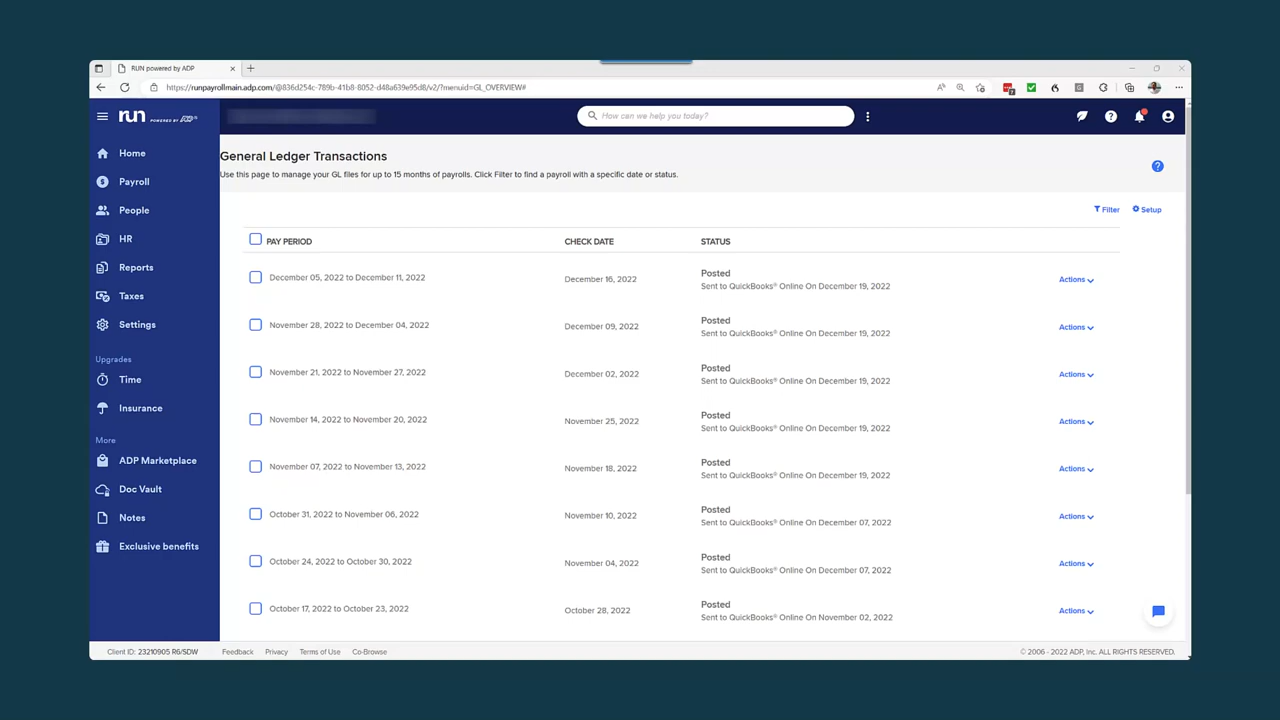 RUN powered by ADP
https://runpayrollmain.adp.com/@836d254c-789b-41b8-8052-d48a639e95d8/v2/?menuid=GL_OVERVIEW#
run POWERED BY ADP
How can we help you today?
Home
Payroll
People
HR
Reports
Taxes
Settings
Upgrades
Time
Insurance
More
ADP Marketplace
Doc Vault
Notes
Exclusive benefits
General Ledger Transactions
Use this page to manage your GL files for up to 15 months of payrolls. Click Filter to find a payroll with a specific date or status.
Filter Setup
PAY PERIOD CHECK DATE STATUS
December 05, 2022 to December 11, 2022 December 16, 2022 Posted Actions
Sent to QuickBooks® Online On December 19, 2022
November 28, 2022 to December 04, 2022 December 09, 2022 Posted Actions
Sent to QuickBooks® Online On December 19, 2022
November 21, 2022 to November 27, 2022 December 02, 2022 Posted Actions
Sent to QuickBooks® Online On December 19, 2022
November 14, 2022 to November 20, 2022 November 25, 2022 Posted Actions
Sent to QuickBooks® Online On December 19, 2022
November 07, 2022 to November 13, 2022 November 18, 2022 Posted Actions
Sent to QuickBooks® Online On December 19, 2022
October 31, 2022 to November 06, 2022 November 10, 2022 Posted Actions
Sent to QuickBooks® Online On December 07, 2022
October 24, 2022 to October 30, 2022 November 04, 2022 Posted Actions
Sent to QuickBooks® Online On December 07, 2022
October 17, 2022 to October 23, 2022 October 28, 2022 Posted Actions
Sent to QuickBooks® Online On November 02, 2022
Client ID: 23210905 R6/SDW Feedback Privacy Terms of Use Co-Browse © 2006 - 2022 ADP, Inc. ALL RIGHTS RESERVED.